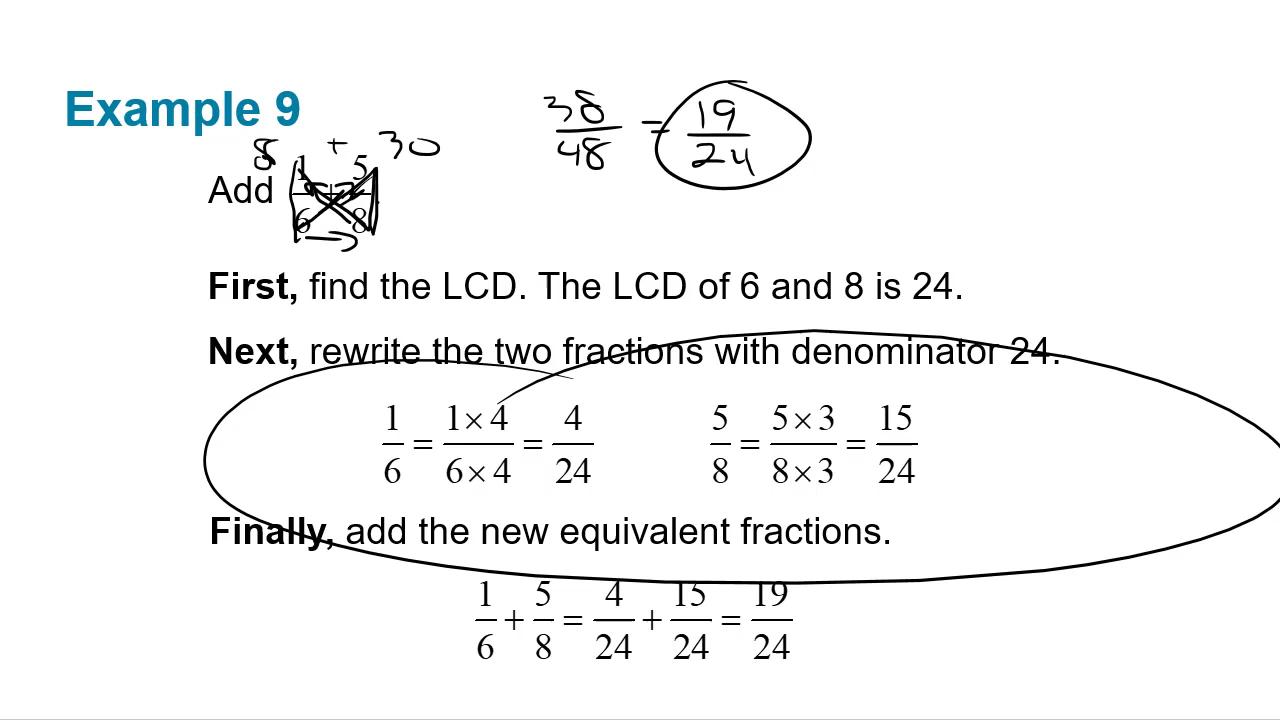 Example 9
38/48 = 19/24
8 + 30
Add 1/6 + 5/8.
First, find the LCD. The LCD of 6 and 8 is 24.
Next, rewrite the two fractions with denominator 24.
1/6 = 1×4/6×4 = 4/24 5/8 = 5×3/8×3 = 15/24
Finally, add the new equivalent fractions.
1/6 + 5/8 = 4/24 + 15/24 = 19/24